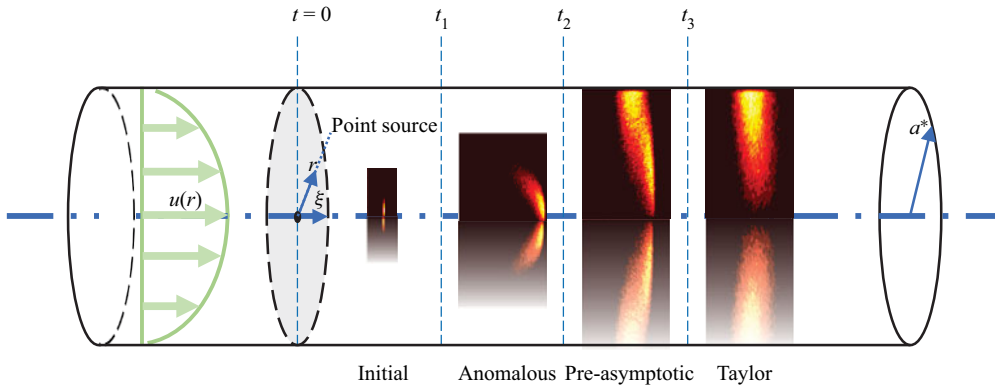 t = 0
t₁
t₂
t₃
Point source
a*
r
ξ
u(r)
Initial
Anomalous
Pre-asymptotic
Taylor